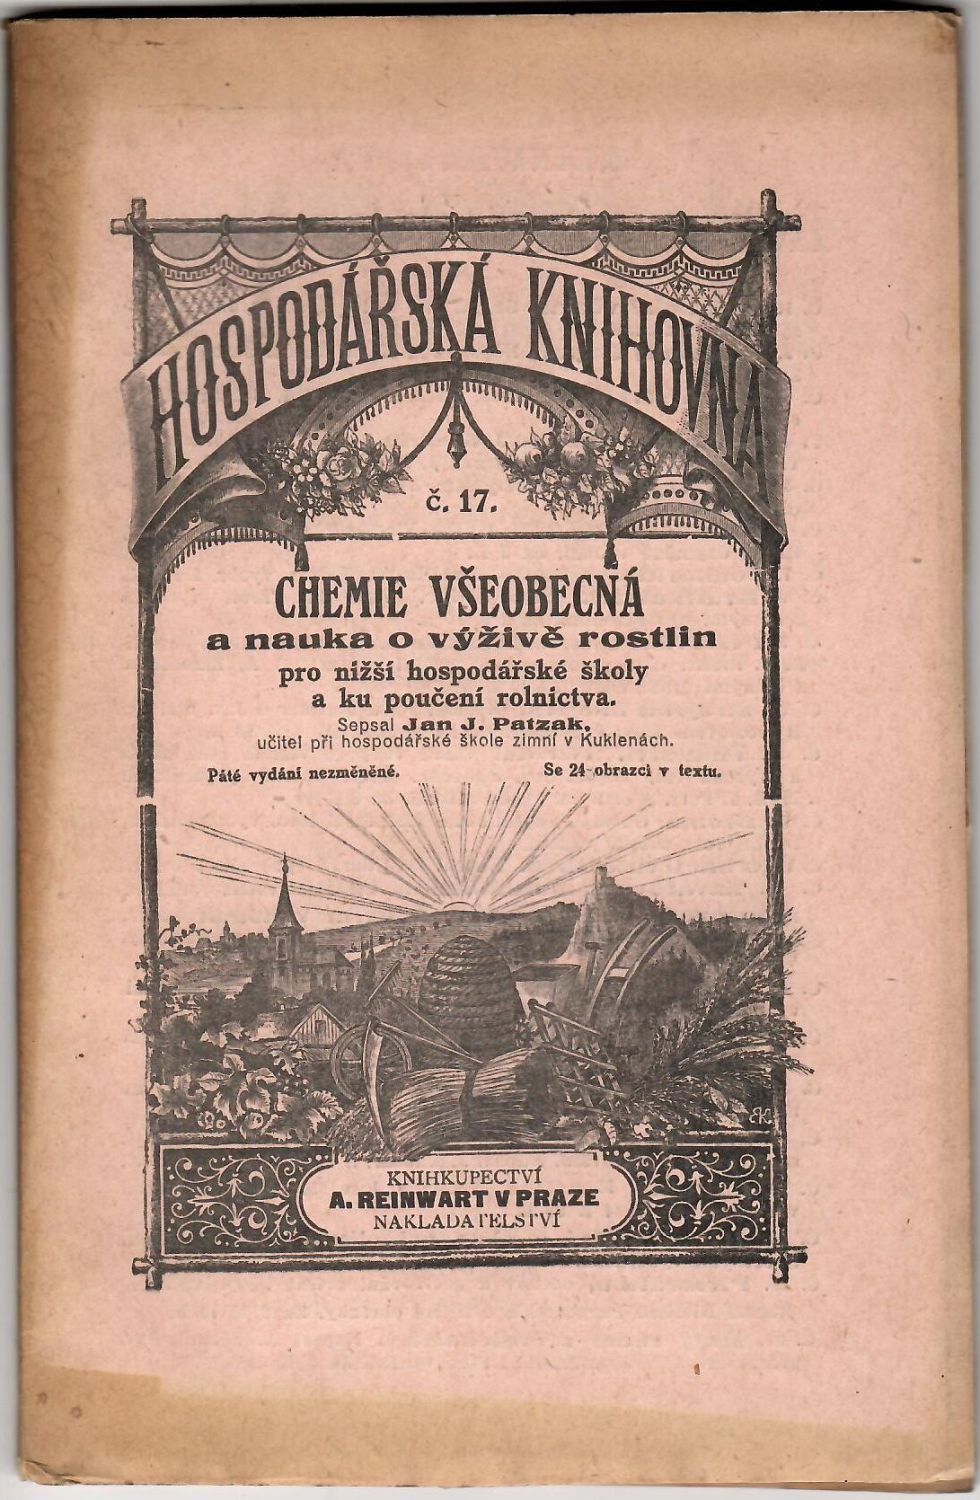 HOSPODÁŘSKÁ KNIHOVNA
č. 17.
CHEMIE VŠEOBECNÁ
a nauka o výživě rostlin
pro nižší hospodářské školy
a ku poučení rolnictva.
Sepsal Jan J. Patzak,
učitel při hospodářské škole zimní v Kuklenách.
Páté vydání nezměněné.
Se 24 obrazci v textu.
EK
KNIHKUPECTVÍ
A. REINWART V PRAZE
NAKLADATELSTVÍ